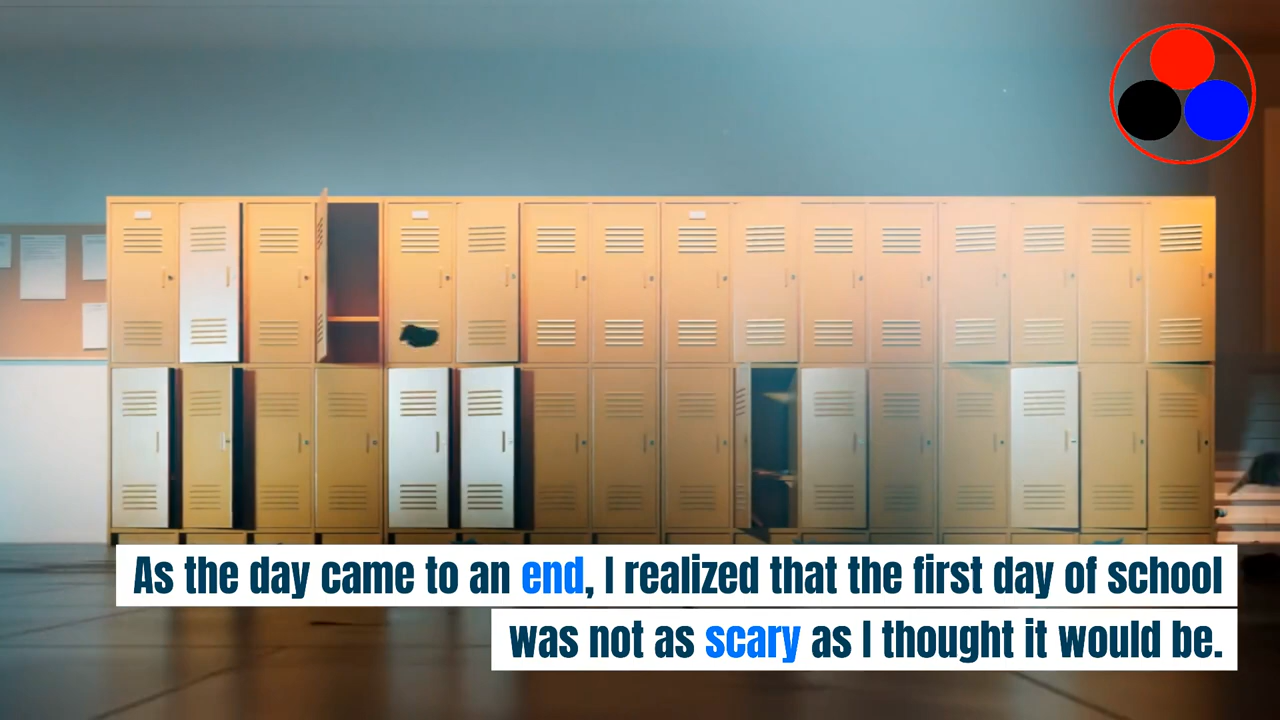 As the day came to an end, I realized that the first day of school
was not as scary as I thought it would be.